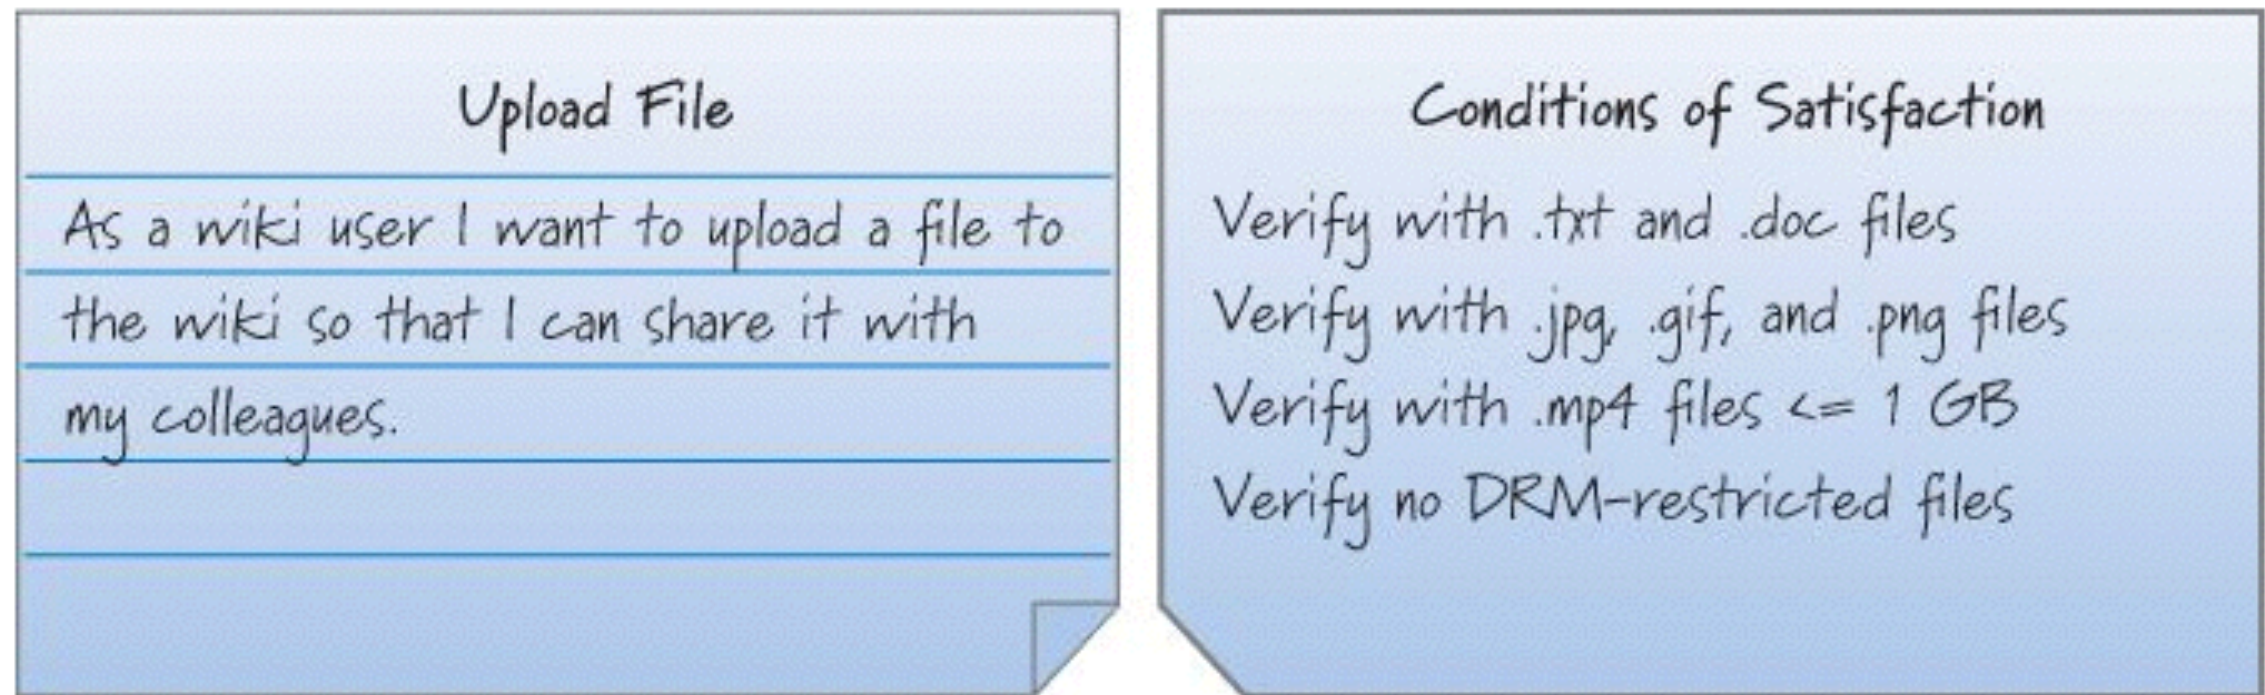 Upload File
As a wiki user I want to upload a file to
the wiki so that I can share it with
my colleagues.
Conditions of Satisfaction
Verify with .txt and .doc files
Verify with .jpg, .gif, and .png files
Verify with .mp4 files <= 1 GB
Verify no DRM-restricted files